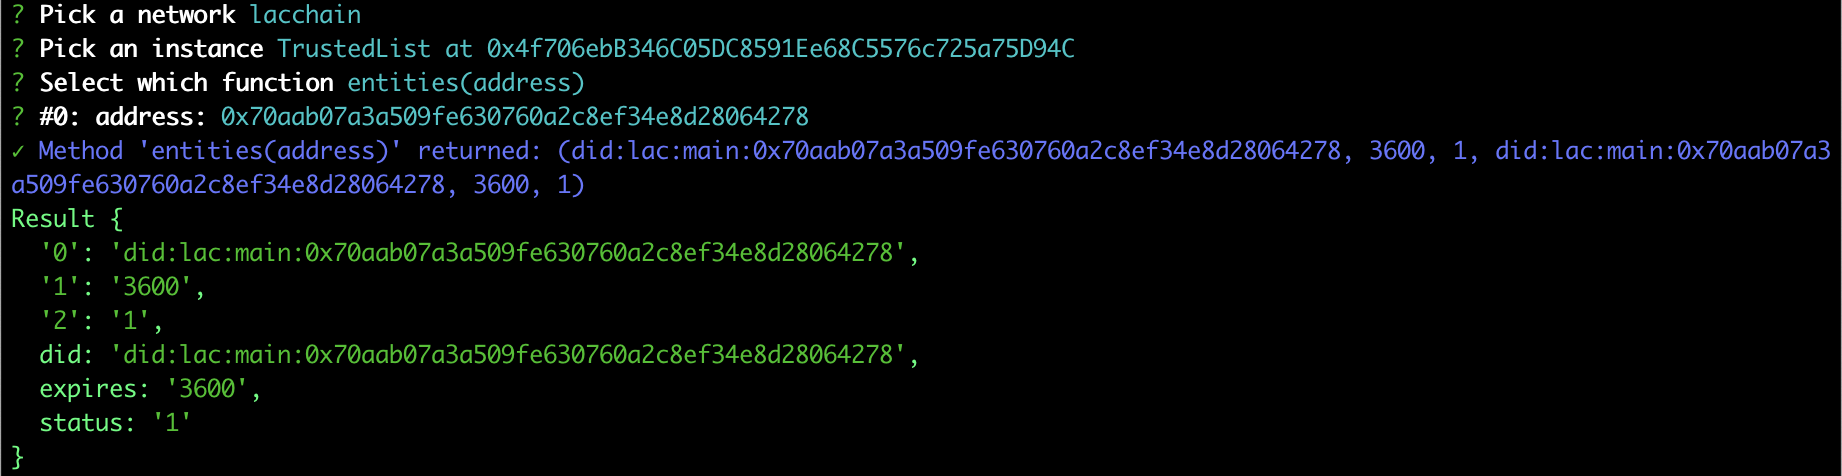 ? Pick a network lacchain
? Pick an instance TrustedList at 0x4f706ebB346C05DC8591Ee68C5576c725a75D94C
? Select which function entities(address)
? #0: address: 0x70aab07a3a509fe630760a2c8ef34e8d28064278
✓ Method 'entities(address)' returned: (did:lac:main:0x70aab07a3a509fe630760a2c8ef34e8d28064278, 3600, 1, did:lac:main:0x70aab07a3
a509fe630760a2c8ef34e8d28064278, 3600, 1)
Result {
  '0': 'did:lac:main:0x70aab07a3a509fe630760a2c8ef34e8d28064278',
  '1': '3600',
  '2': '1',
  did: 'did:lac:main:0x70aab07a3a509fe630760a2c8ef34e8d28064278',
  expires: '3600',
  status: '1'
}